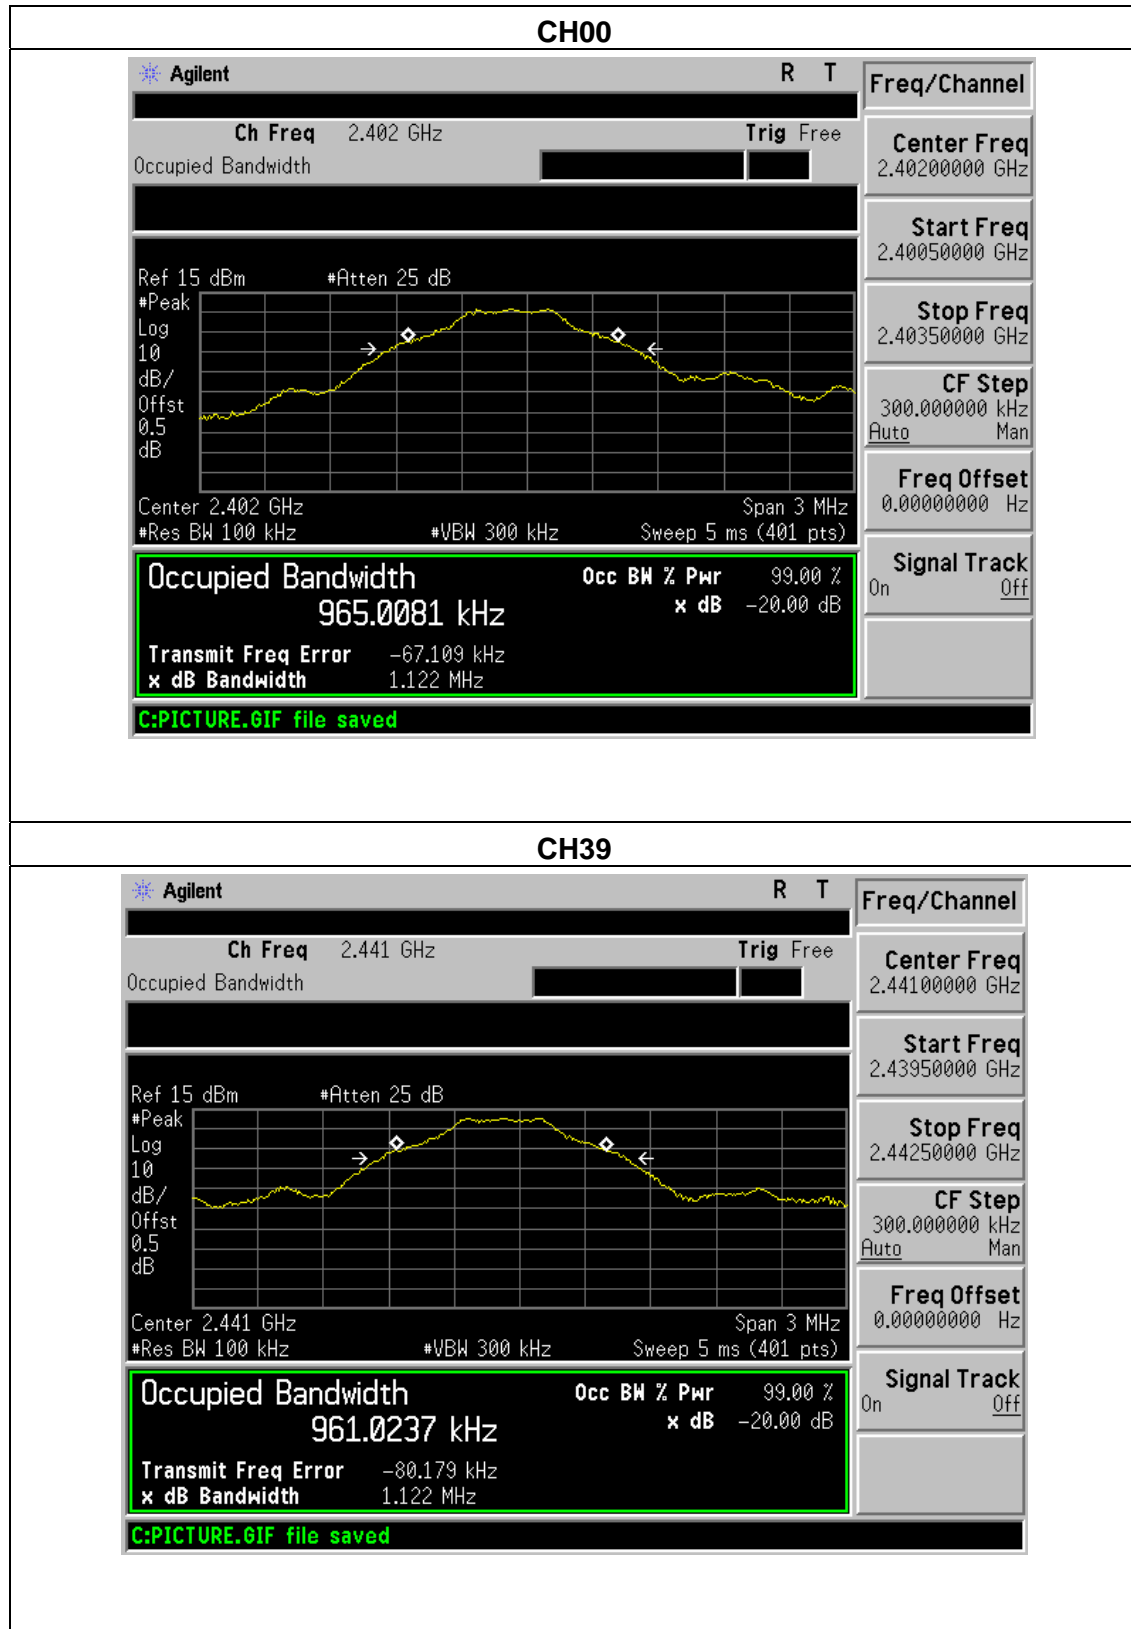 CH00
Agilent R T
Freq/Channel
Ch Freq 2.402 GHz Trig Free
Occupied Bandwidth
Center Freq
2.40200000 GHz
Start Freq
2.40050000 GHz
Stop Freq
2.40350000 GHz
CF Step
300.000000 kHz
Auto Man
Freq Offset
0.00000000 Hz
Signal Track
On Off
Ref 15 dBm #Atten 25 dB
#Peak
Log
10
dB/
Offst
0.5
dB
Center 2.402 GHz Span 3 MHz
#Res BW 100 kHz #VBW 300 kHz Sweep 5 ms (401 pts)
Occupied Bandwidth Occ BW % Pwr 99.00 %
965.0081 kHz x dB -20.00 dB
Transmit Freq Error -67.109 kHz
x dB Bandwidth 1.122 MHz
C:PICTURE.GIF file saved
CH39
Agilent R T
Freq/Channel
Ch Freq 2.441 GHz Trig Free
Occupied Bandwidth
Center Freq
2.44100000 GHz
Start Freq
2.43950000 GHz
Stop Freq
2.44250000 GHz
CF Step
300.000000 kHz
Auto Man
Freq Offset
0.00000000 Hz
Signal Track
On Off
Ref 15 dBm #Atten 25 dB
#Peak
Log
10
dB/
Offst
0.5
dB
Center 2.441 GHz Span 3 MHz
#Res BW 100 kHz #VBW 300 kHz Sweep 5 ms (401 pts)
Occupied Bandwidth Occ BW % Pwr 99.00 %
961.0237 kHz x dB -20.00 dB
Transmit Freq Error -80.179 kHz
x dB Bandwidth 1.122 MHz
C:PICTURE.GIF file saved